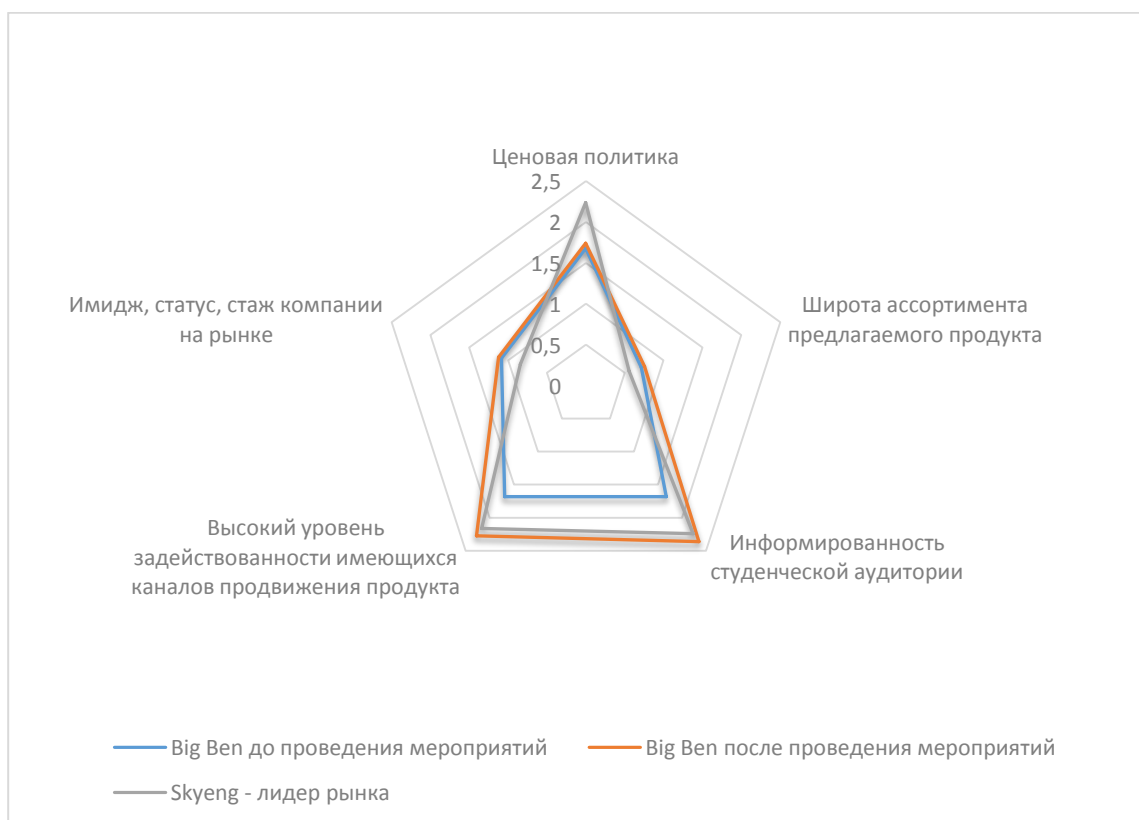 Ценовая политика
2,5
2
1,5
1
0,5
0
Широта ассортимента
предлагаемого продукта
Информированность
студенческой аудитории
Высокий уровень
задействованности имеющихся
каналов продвижения продукта
Имидж, статус, стаж компании
на рынке
Big Ben до проведения мероприятий
Big Ben после проведения мероприятий
Skyeng - лидер рынка